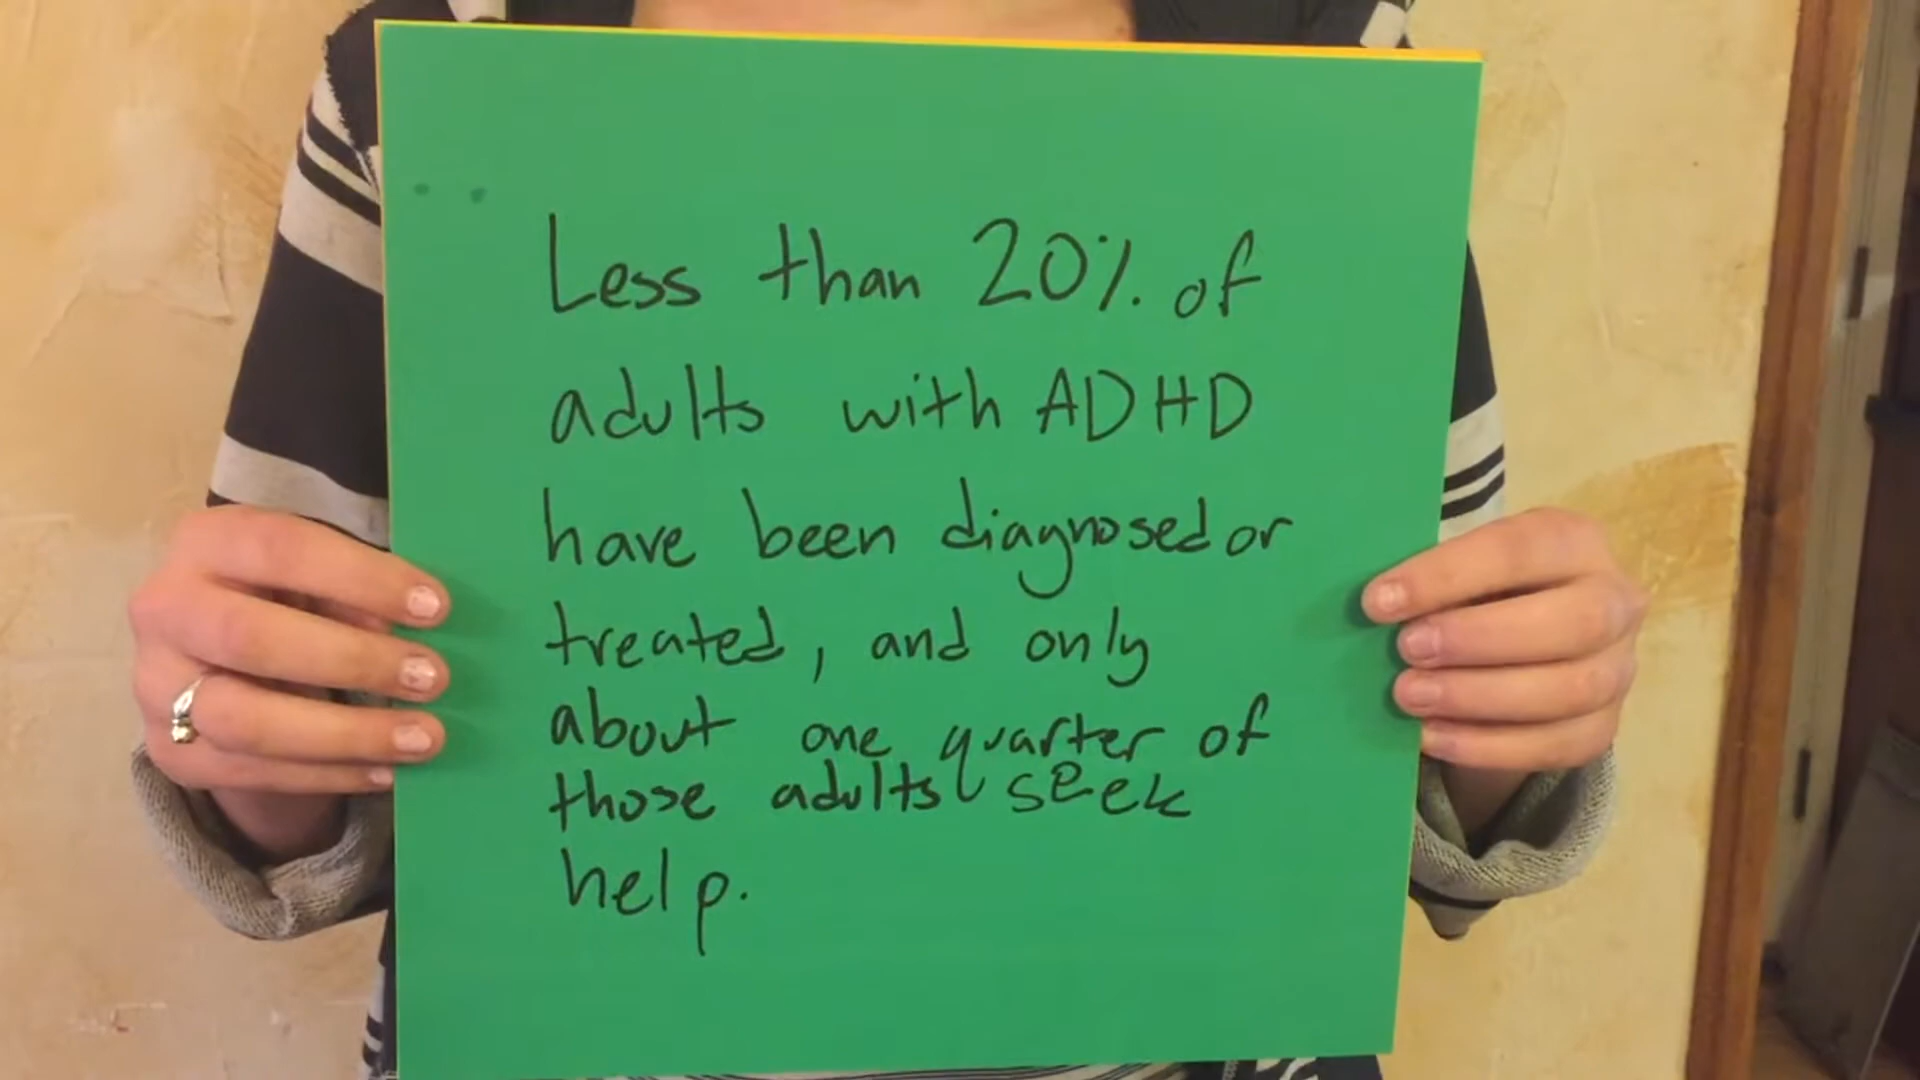 Less than 20% of
adults with ADHD
have been diagnosed or
treated, and only
about one quarter of
those adults seek
help.